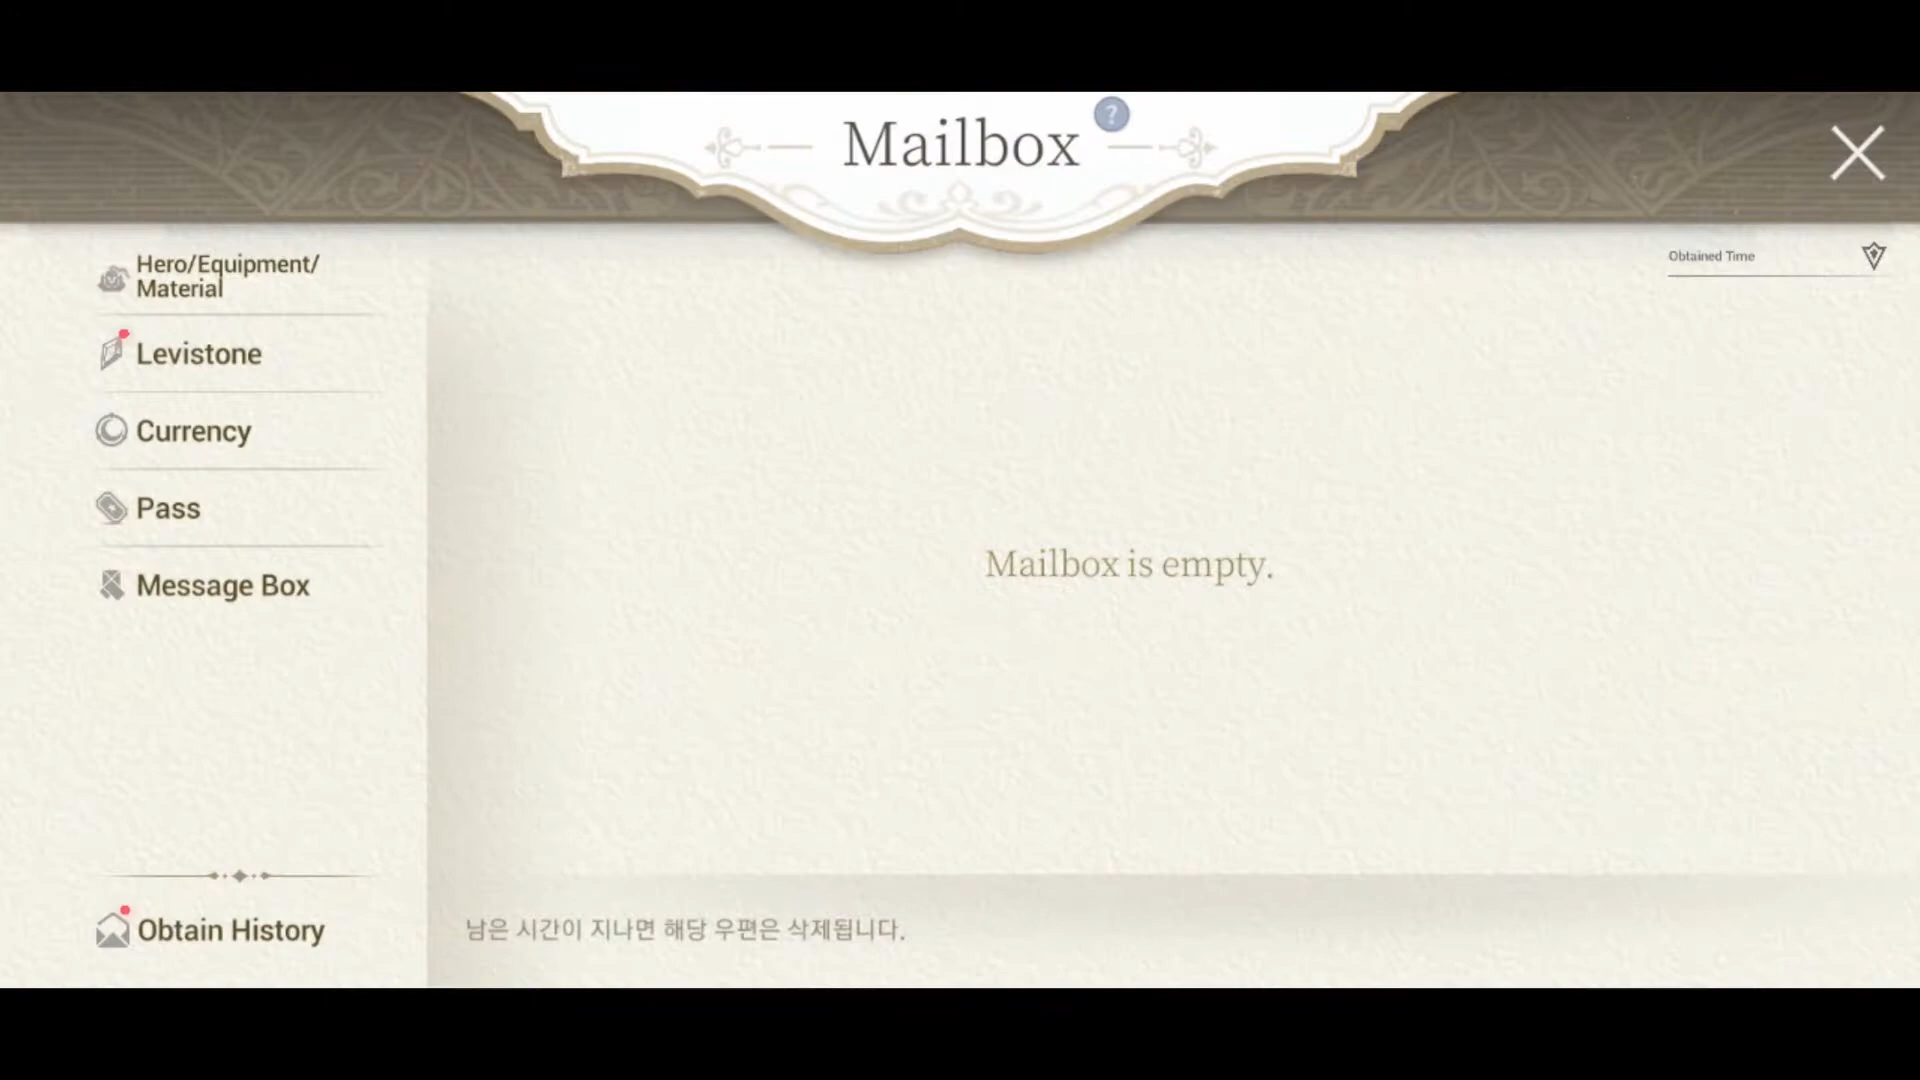 Mailbox
?
Obtained Time
Hero/Equipment/
Material
Levistone
Currency
Pass
Message Box
Mailbox is empty.
Obtain History
남은 시간이 지나면 해당 우편은 삭제됩니다.